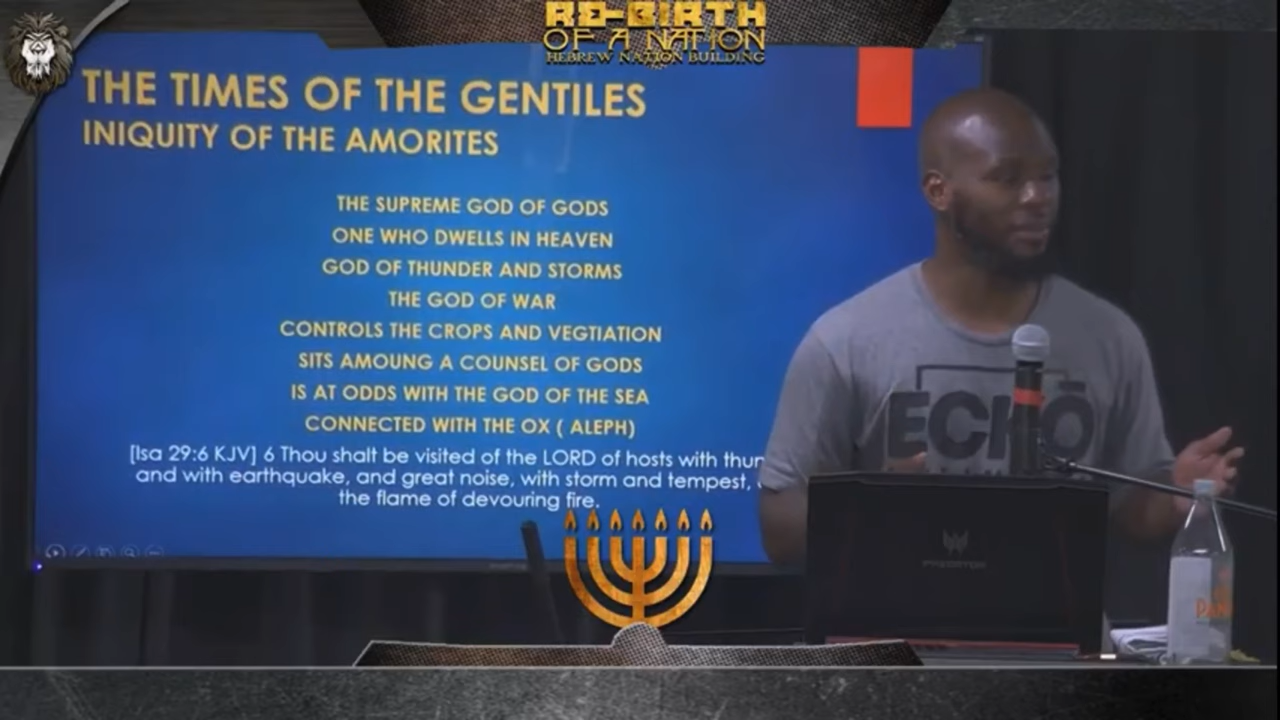 RE-BIRTH
OF A NATION
HEBREW NATION BUILDING
THE TIMES OF THE GENTILES
INIQUITY OF THE AMORITES
THE SUPREME GOD OF GODS
ONE WHO DWELLS IN HEAVEN
GOD OF THUNDER AND STORMS
THE GOD OF WAR
CONTROLS THE CROPS AND VEGTIATION
SITS AMOUNG A COUNSEL OF GODS
IS AT ODDS WITH THE GOD OF THE SEA
CONNECTED WITH THE OX ( ALEPH)
[Isa 29:6 KJV] 6 Thou shalt be visited of the LORD of hosts with thun
and with earthquake, and great noise, with storm and tempest,
the flame of devouring fire.
ECKŌ
PREDATOR